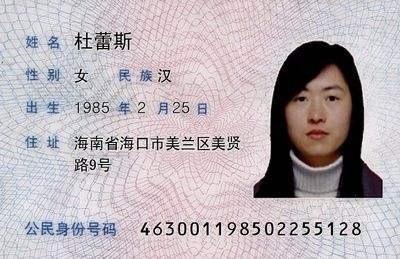 姓名 杜蕾斯
性别 女 民族 汉
出生 1985 年 2 月 25 日
住址 海南省海口市美兰区美贤
路9号
公民身份号码 463001198502255128